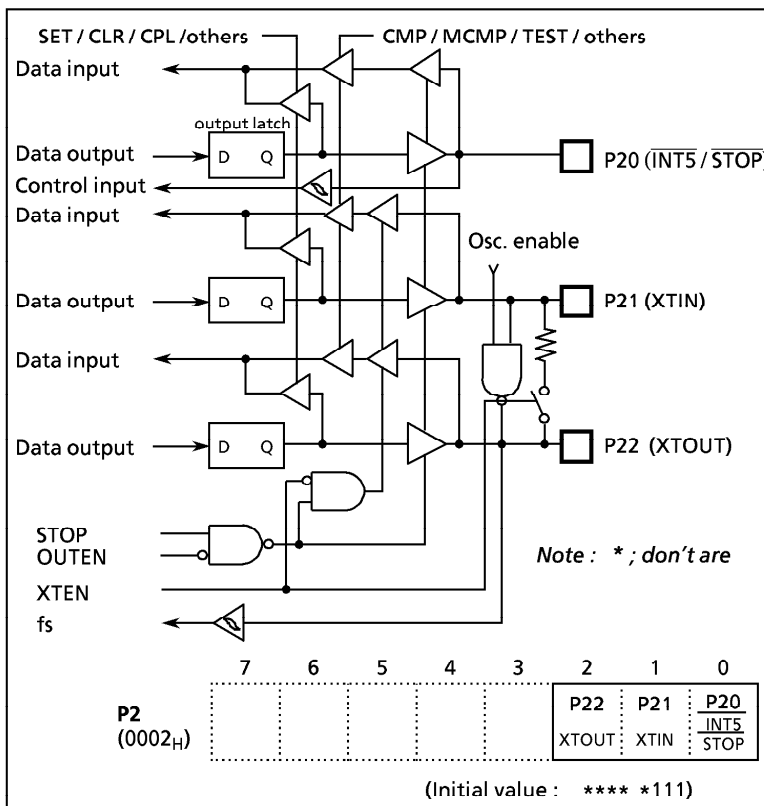 SET / CLR / CPL /others CMP / MCMP / TEST / others
Data input
output latch
Data output D Q P20 (INT5 / STOP)
Control input
Data input
Osc. enable
Data output D Q P21 (XTIN)
Data input
Data output D Q P22 (XTOUT)
STOP
OUTEN
Note : * ; don't are
XTEN
fs
7 6 5 4 3 2 1 0
P2 (0002H)
P22 P21 P20
XTOUT XTIN INT5
STOP
(Initial value : **** *111)